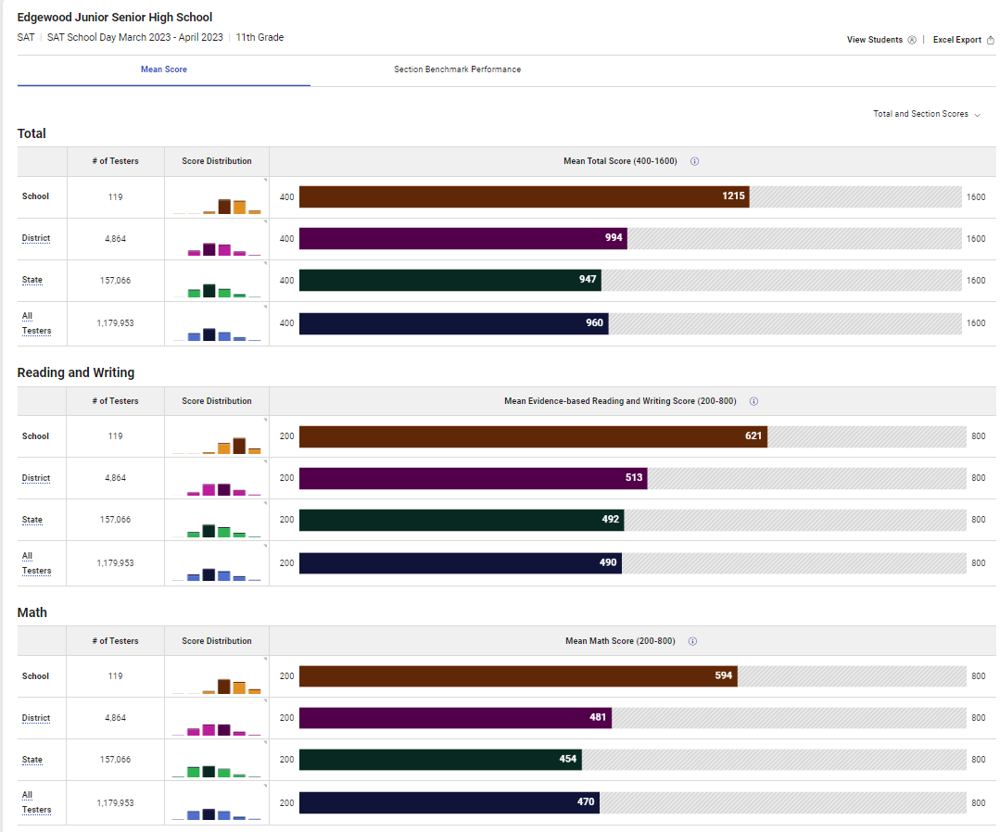 Edgewood Junior Senior High School
SAT | SAT School Day March 2023 - April 2023 | 11th Grade
View Students | Excel Export
Mean Score Section Benchmark Performance
Total and Section Scores
Total
# of Testers Score Distribution Mean Total Score (400-1600)
School 119 400 1215 1600
District 4,864 400 994 1600
State 157,066 400 947 1600
All
Testers 1,179,953 400 960 1600
Reading and Writing
# of Testers Score Distribution Mean Evidence-based Reading and Writing Score (200-800)
School 119 200 621 800
District 4,864 200 513 800
State 157,066 200 492 800
All
Testers 1,179,953 200 490 800
Math
# of Testers Score Distribution Mean Math Score (200-800)
School 119 200 594 800
District 4,864 200 481 800
State 157,066 200 454 800
All
Testers 1,179,953 200 470 800